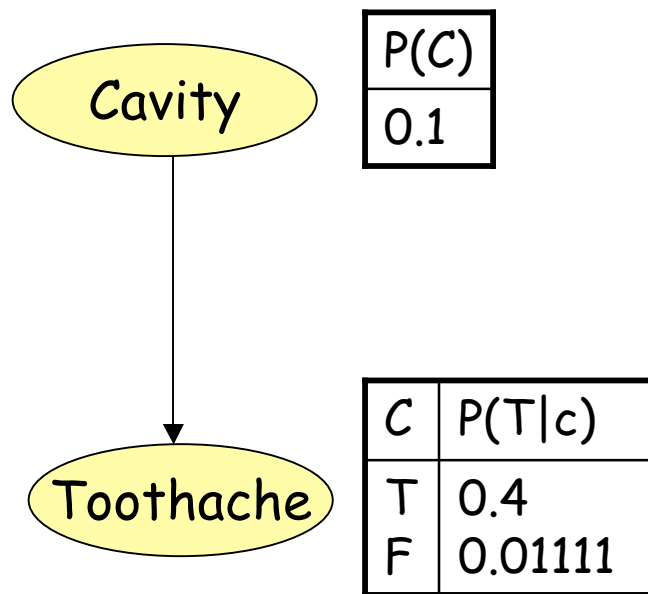 Cavity
P(C)
0.1
Toothache
C P(T|c)
T 0.4
F 0.01111